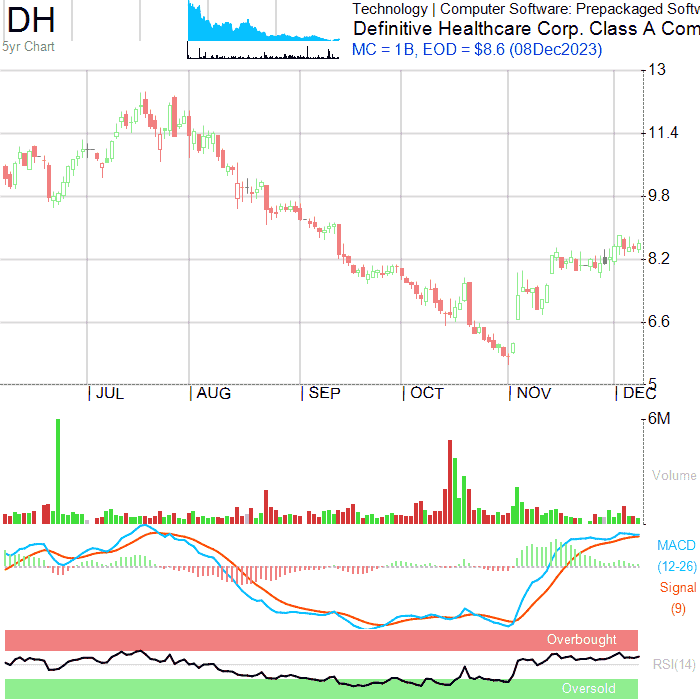 DH
5yr Chart
Technology | Computer Software: Prepackaged Softw
Definitive Healthcare Corp. Class A Com
MC = 1B, EOD = $8.6 (08Dec2023)
13
11.4
9.8
8.2
6.6
5
JUL AUG SEP OCT NOV DEC
6M
Volume
MACD
(12-26)
Signal
(9)
Overbought
RSI(14)
Oversold